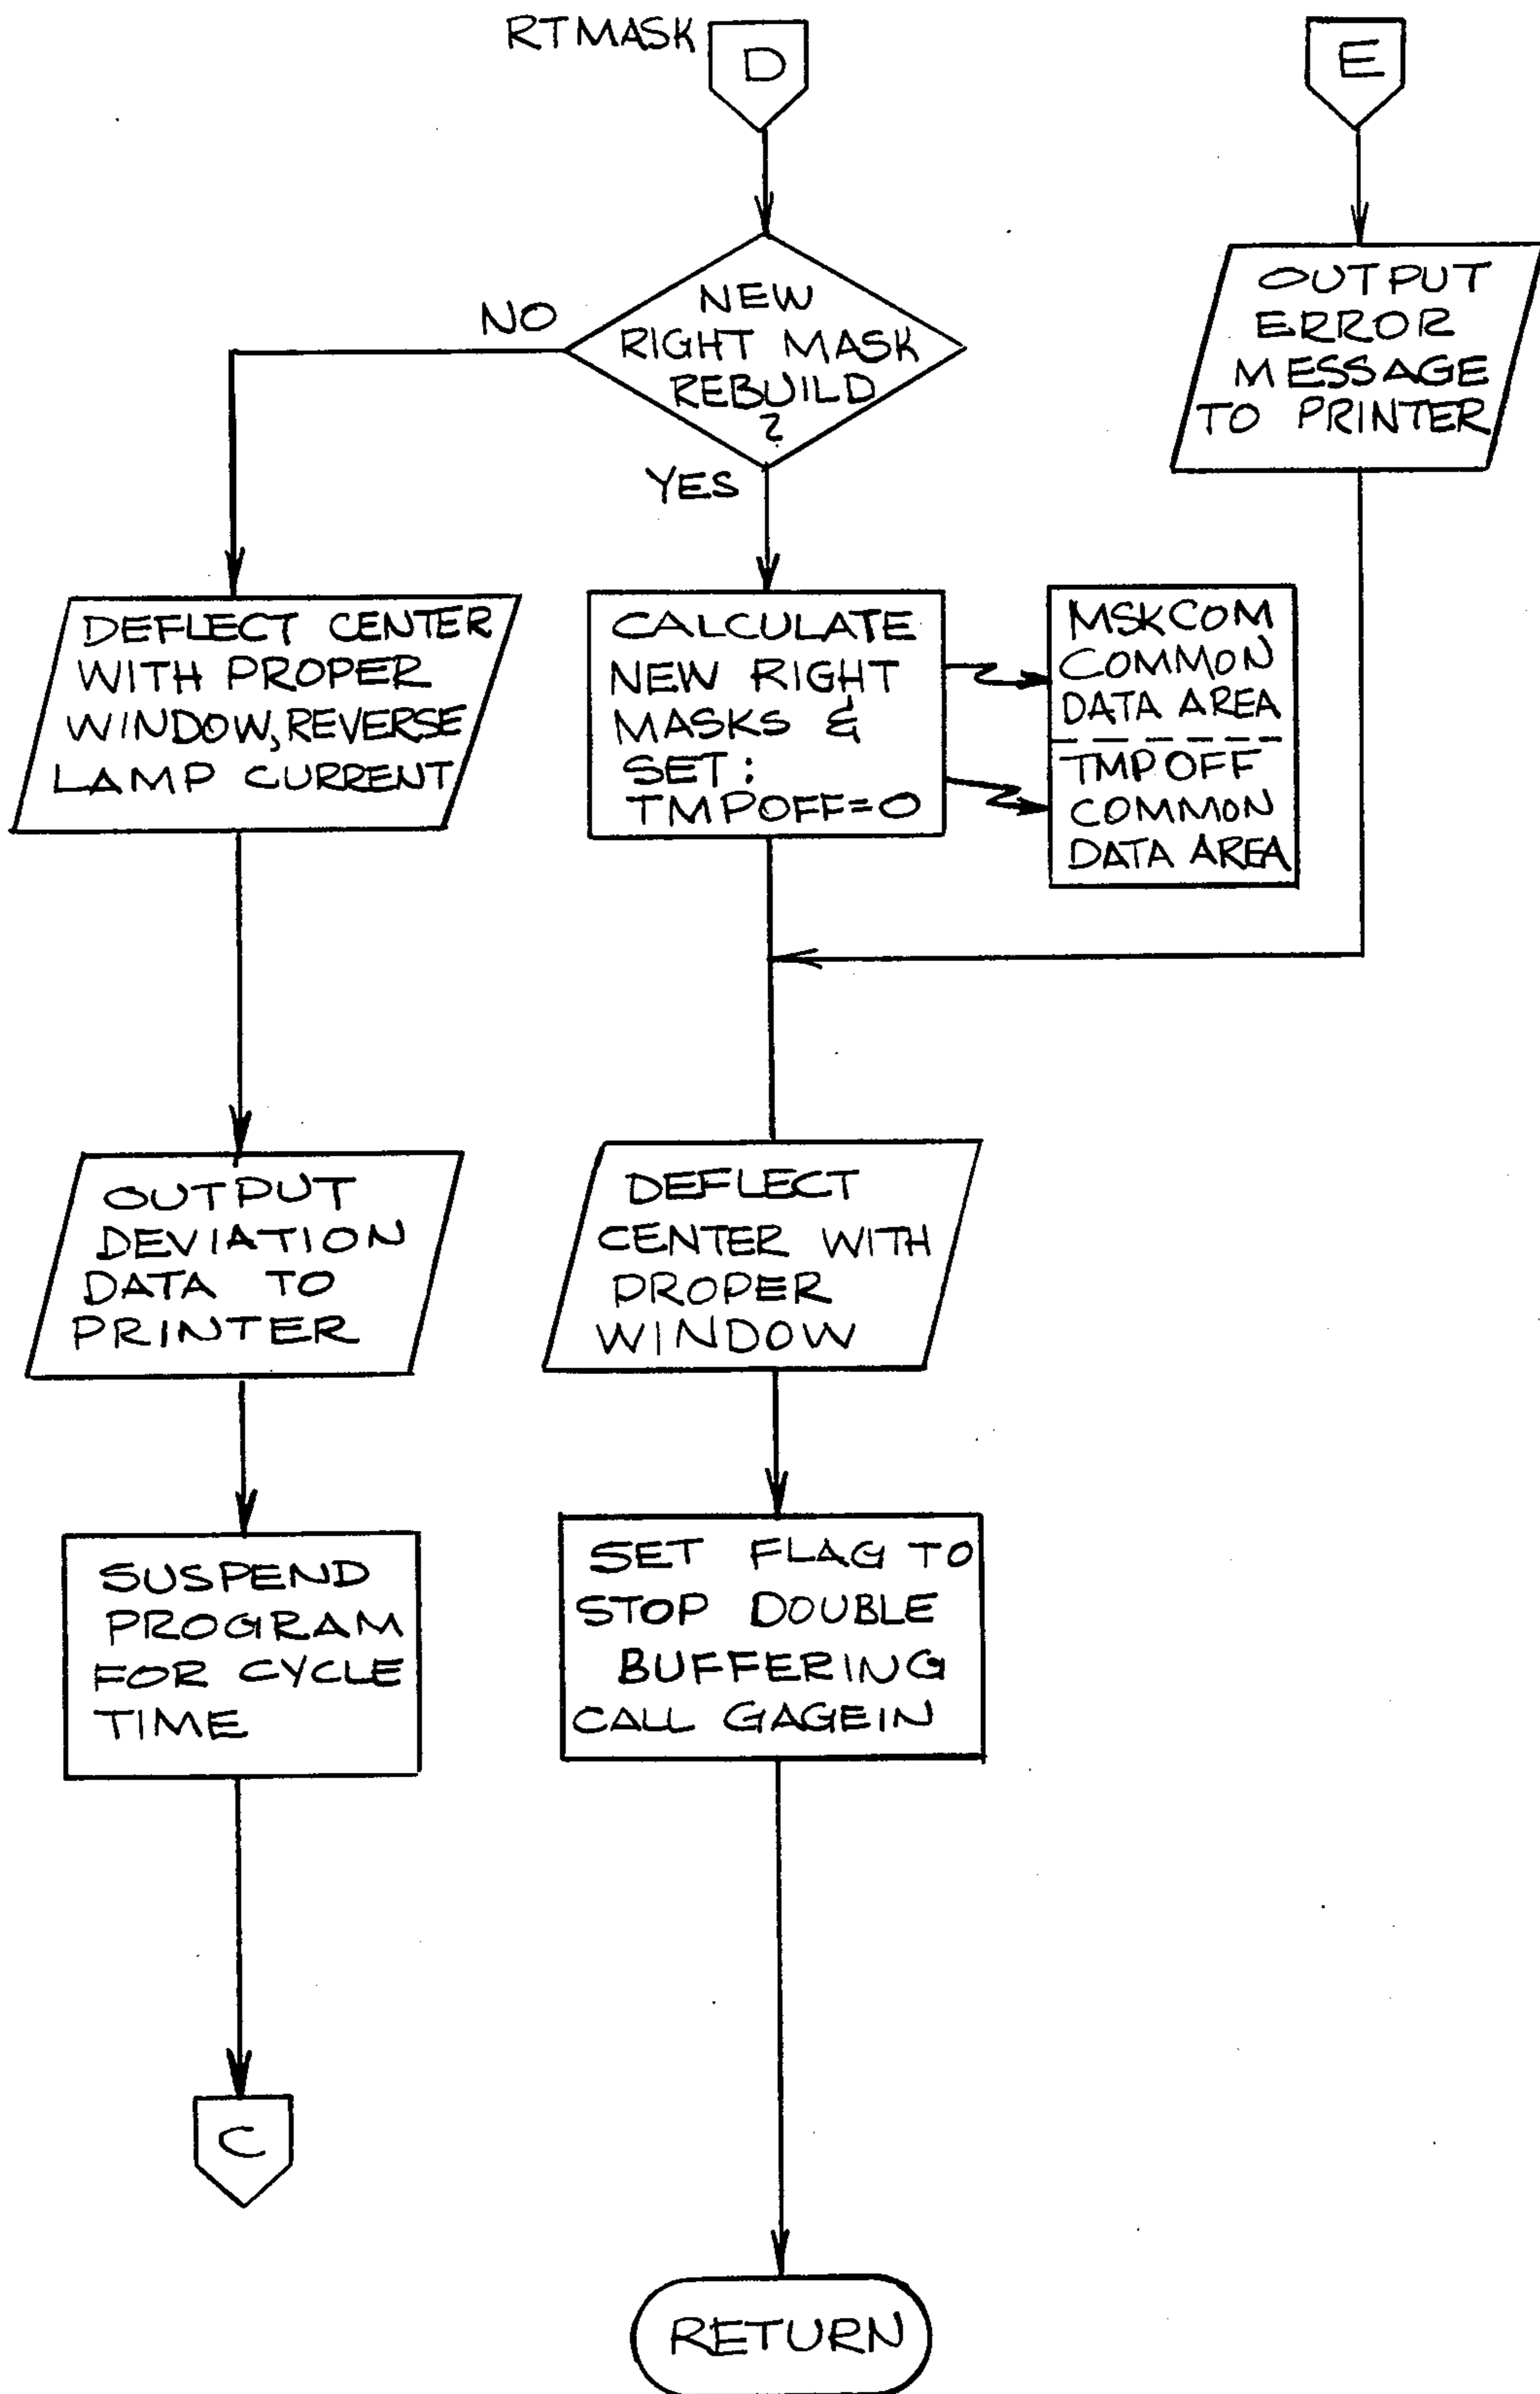 RTMASK
D
E
NEW
RIGHT MASK
REBUILD
?
NO
YES
OUTPUT
ERROR
MESSAGE
TO PRINTER
DEFLECT CENTER
WITH PROPER
WINDOW, REVERSE
LAMP CURRENT
CALCULATE
NEW RIGHT
MASKS &
SET:
TMPOFF=0
MSKCOM
COMMON
DATA AREA
TMPOFF
COMMON
DATA AREA
OUTPUT
DEVIATION
DATA TO
PRINTER
DEFLECT
CENTER WITH
PROPER
WINDOW
SUSPEND
PROGRAM
FOR CYCLE
TIME
SET FLAG TO
STOP DOUBLE
BUFFERING
CALL GAGEIN
C
RETURN